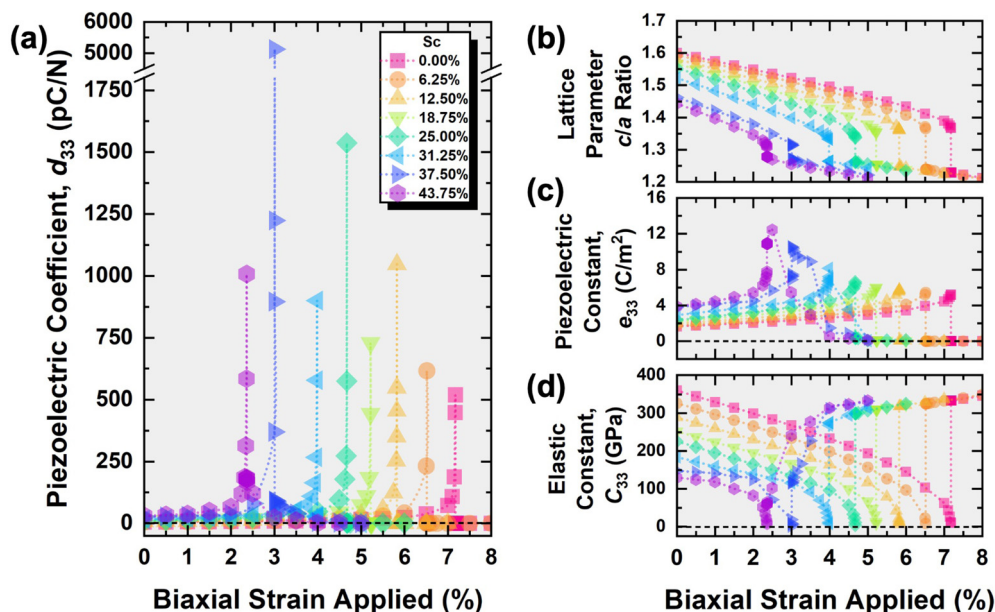 (a)
Piezoelectric Coefficient, d33 (pC/N)
6000
5000
1750
1500
1250
1000
750
500
250
0
Sc
0.00%
6.25%
12.50%
18.75%
25.00%
31.25%
37.50%
43.75%
0 1 2 3 4 5 6 7 8
Biaxial Strain Applied (%)
(b)
Lattice
Parameter
c/a Ratio
1.7
1.6
1.5
1.4
1.3
1.2
(c)
Piezoelectric
Constant,
e33 (C/m²)
16
12
8
4
0
(d)
Elastic
Constant,
C33 (GPa)
400
300
200
100
0
0 1 2 3 4 5 6 7 8
Biaxial Strain Applied (%)